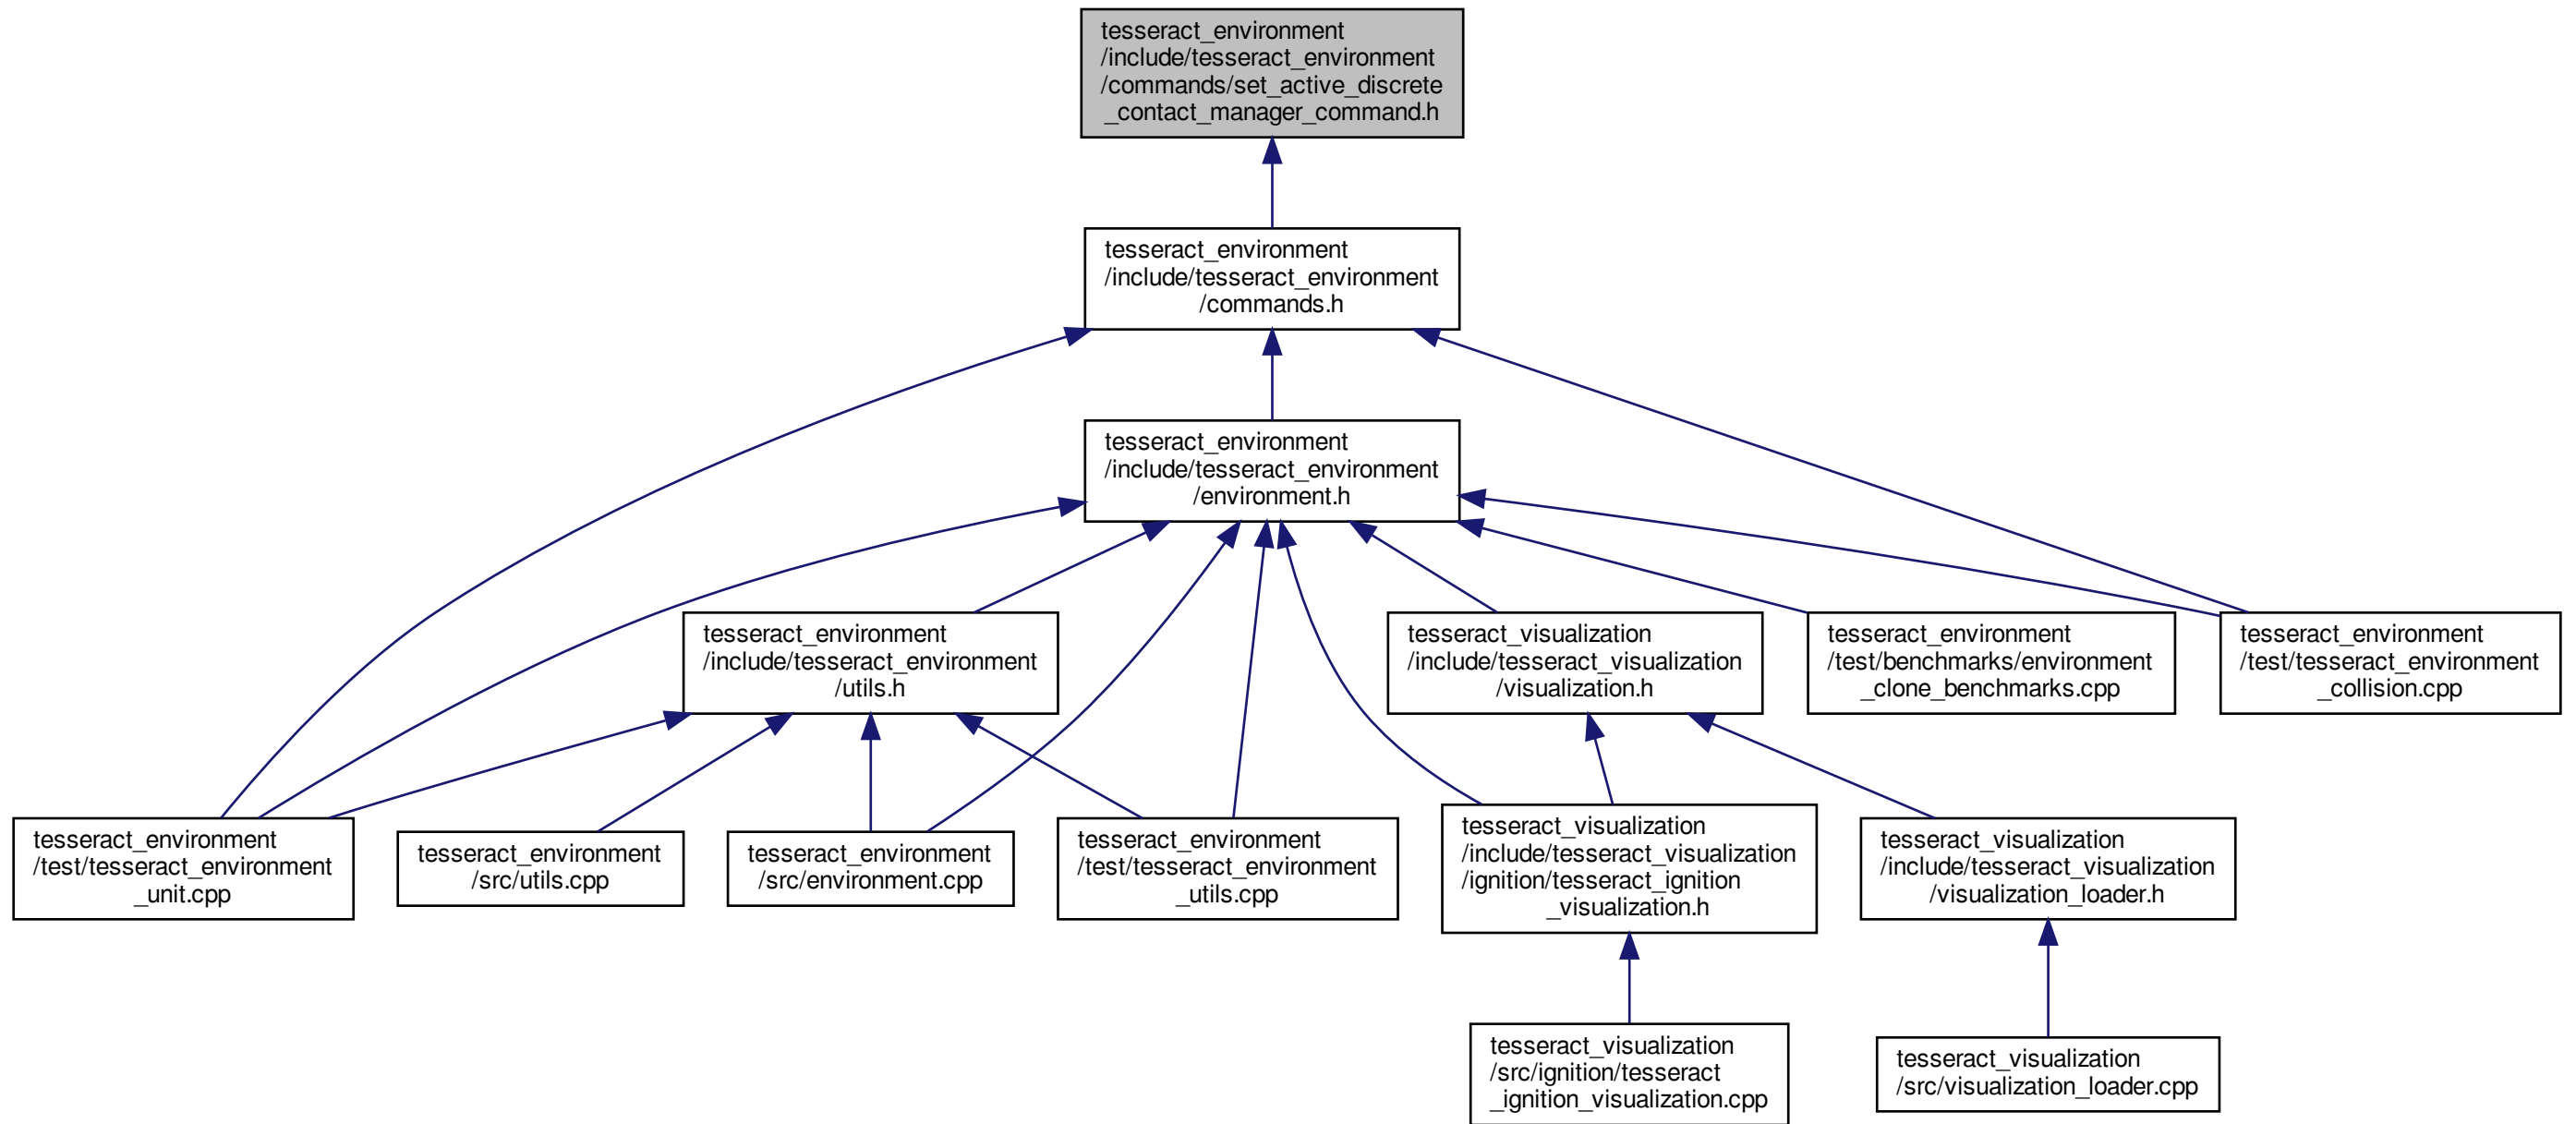 tesseract_environment
/include/tesseract_environment
/commands/set_active_discrete
_contact_manager_command.h
tesseract_environment
/include/tesseract_environment
/commands.h
tesseract_environment
/include/tesseract_environment
/environment.h
tesseract_environment
/include/tesseract_environment
/utils.h
tesseract_visualization
/include/tesseract_visualization
/visualization.h
tesseract_environment
/test/benchmarks/environment
_clone_benchmarks.cpp
tesseract_environment
/test/tesseract_environment
_collision.cpp
tesseract_environment
/test/tesseract_environment
_unit.cpp
tesseract_environment
/src/utils.cpp
tesseract_environment
/src/environment.cpp
tesseract_environment
/test/tesseract_environment
_utils.cpp
tesseract_visualization
/include/tesseract_visualization
/ignition/tesseract_ignition
_visualization.h
tesseract_visualization
/include/tesseract_visualization
/visualization_loader.h
tesseract_visualization
/src/ignition/tesseract
_ignition_visualization.cpp
tesseract_visualization
/src/visualization_loader.cpp